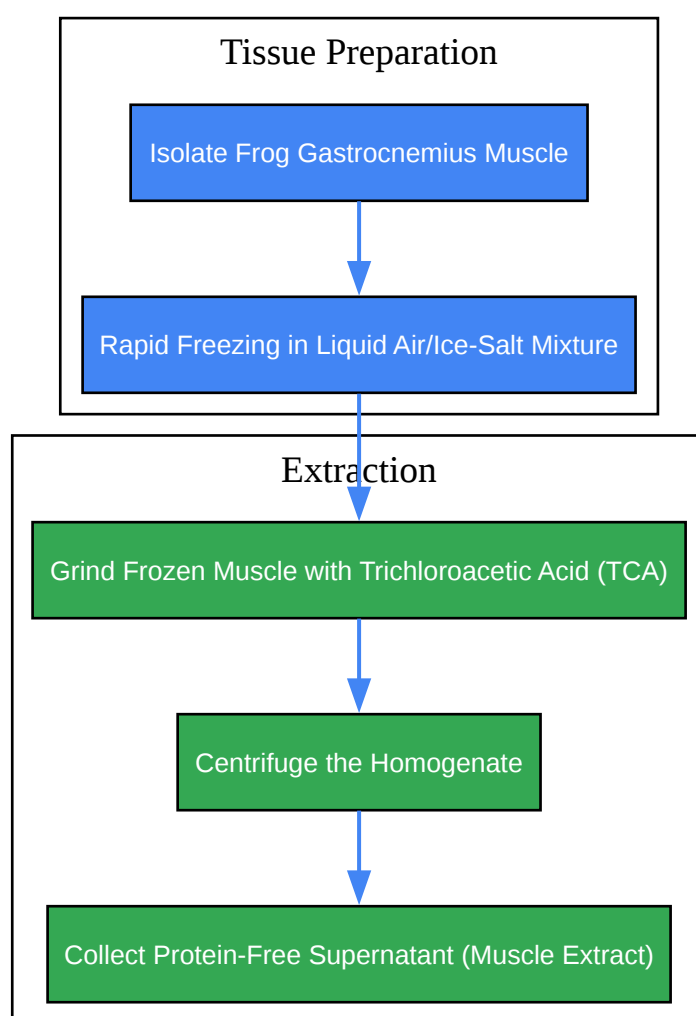 Tissue Preparation
Isolate Frog Gastrocnemius Muscle
Rapid Freezing in Liquid Air/Ice-Salt Mixture
Extraction
Grind Frozen Muscle with Trichloroacetic Acid (TCA)
Centrifuge the Homogenate
Collect Protein-Free Supernatant (Muscle Extract)